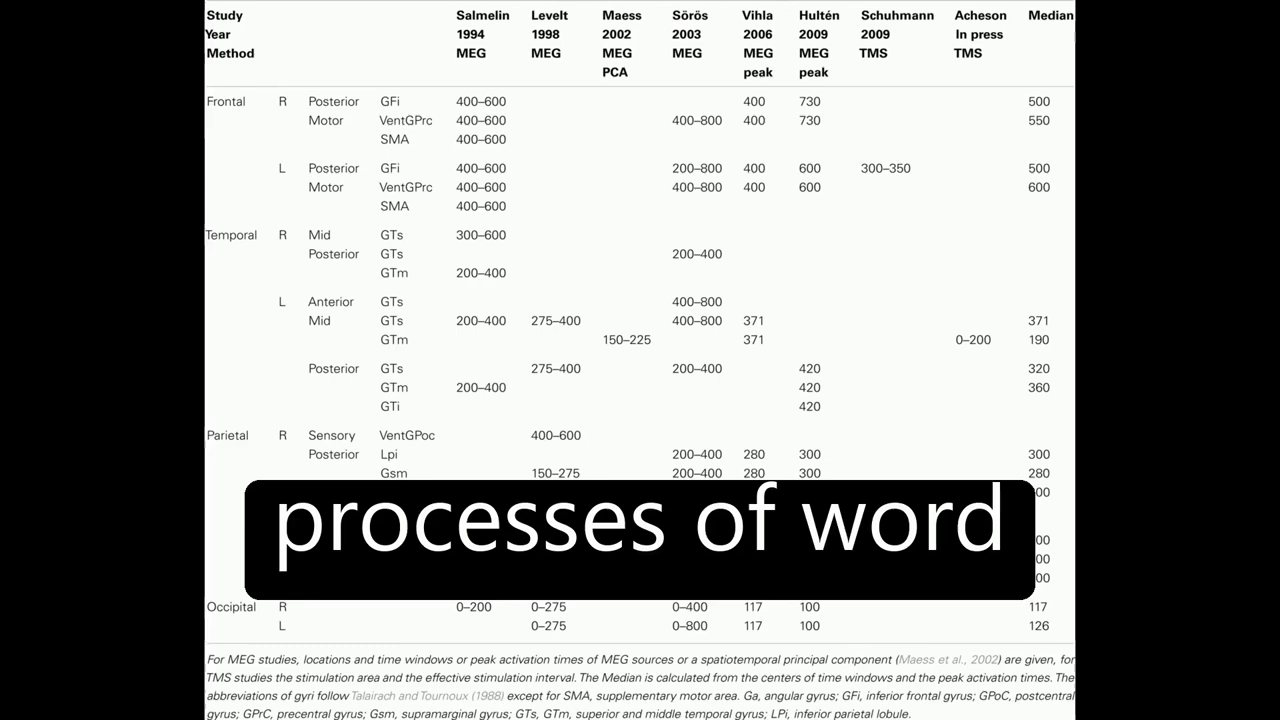 Study Salmelin Levelt Maess Sörös Vihla Hultén Schuhmann Acheson Median
Year 1994 1998 2002 2003 2006 2009 2009 In press
Method MEG MEG MEG MEG MEG MEG TMS TMS
PCA peak peak
Frontal R Posterior GFi 400–600 400 730 500
Motor VentGPrc 400–600 400–800 400 730 550
SMA 400–600
L Posterior GFi 400–600 200–800 400 600 300–350 500
Motor VentGPrc 400–600 400–800 400 600 600
SMA 400–600
Temporal R Mid GTs 300–600
Posterior GTs 200–400
GTm 200–400
L Anterior GTs 400–800
Mid GTs 200–400 275–400 400–800 371 371
GTm 150–225 371 0–200 190
Posterior GTs 275–400 200–400 420 320
GTm 200–400 420 360
GTi 420
Parietal R Sensory VentGPoc 400–600
Posterior Lpi 200–400 280 300 300
Gsm 150–275 200–400 280 300 280
processes of word
Occipital R 0–200 0–275 0–400 117 100 117
L 0–275 0–800 117 100 126
For MEG studies, locations and time windows or peak activation times of MEG sources or a spatiotemporal principal component (Maess et al., 2002) are given, for
TMS studies the stimulation area and the effective stimulation interval. The Median is calculated from the centers of time windows and the peak activation times. The
abbreviations of gyri follow Talairach and Tournoux (1988) except for SMA, supplementary motor area. Ga, angular gyrus; GFi, inferior frontal gyrus; GPoC, postcentral
gyrus; GPrC, precentral gyrus; Gsm, supramarginal gyrus; GTs, GTm, superior and middle temporal gyrus; LPi, inferior parietal lobule.